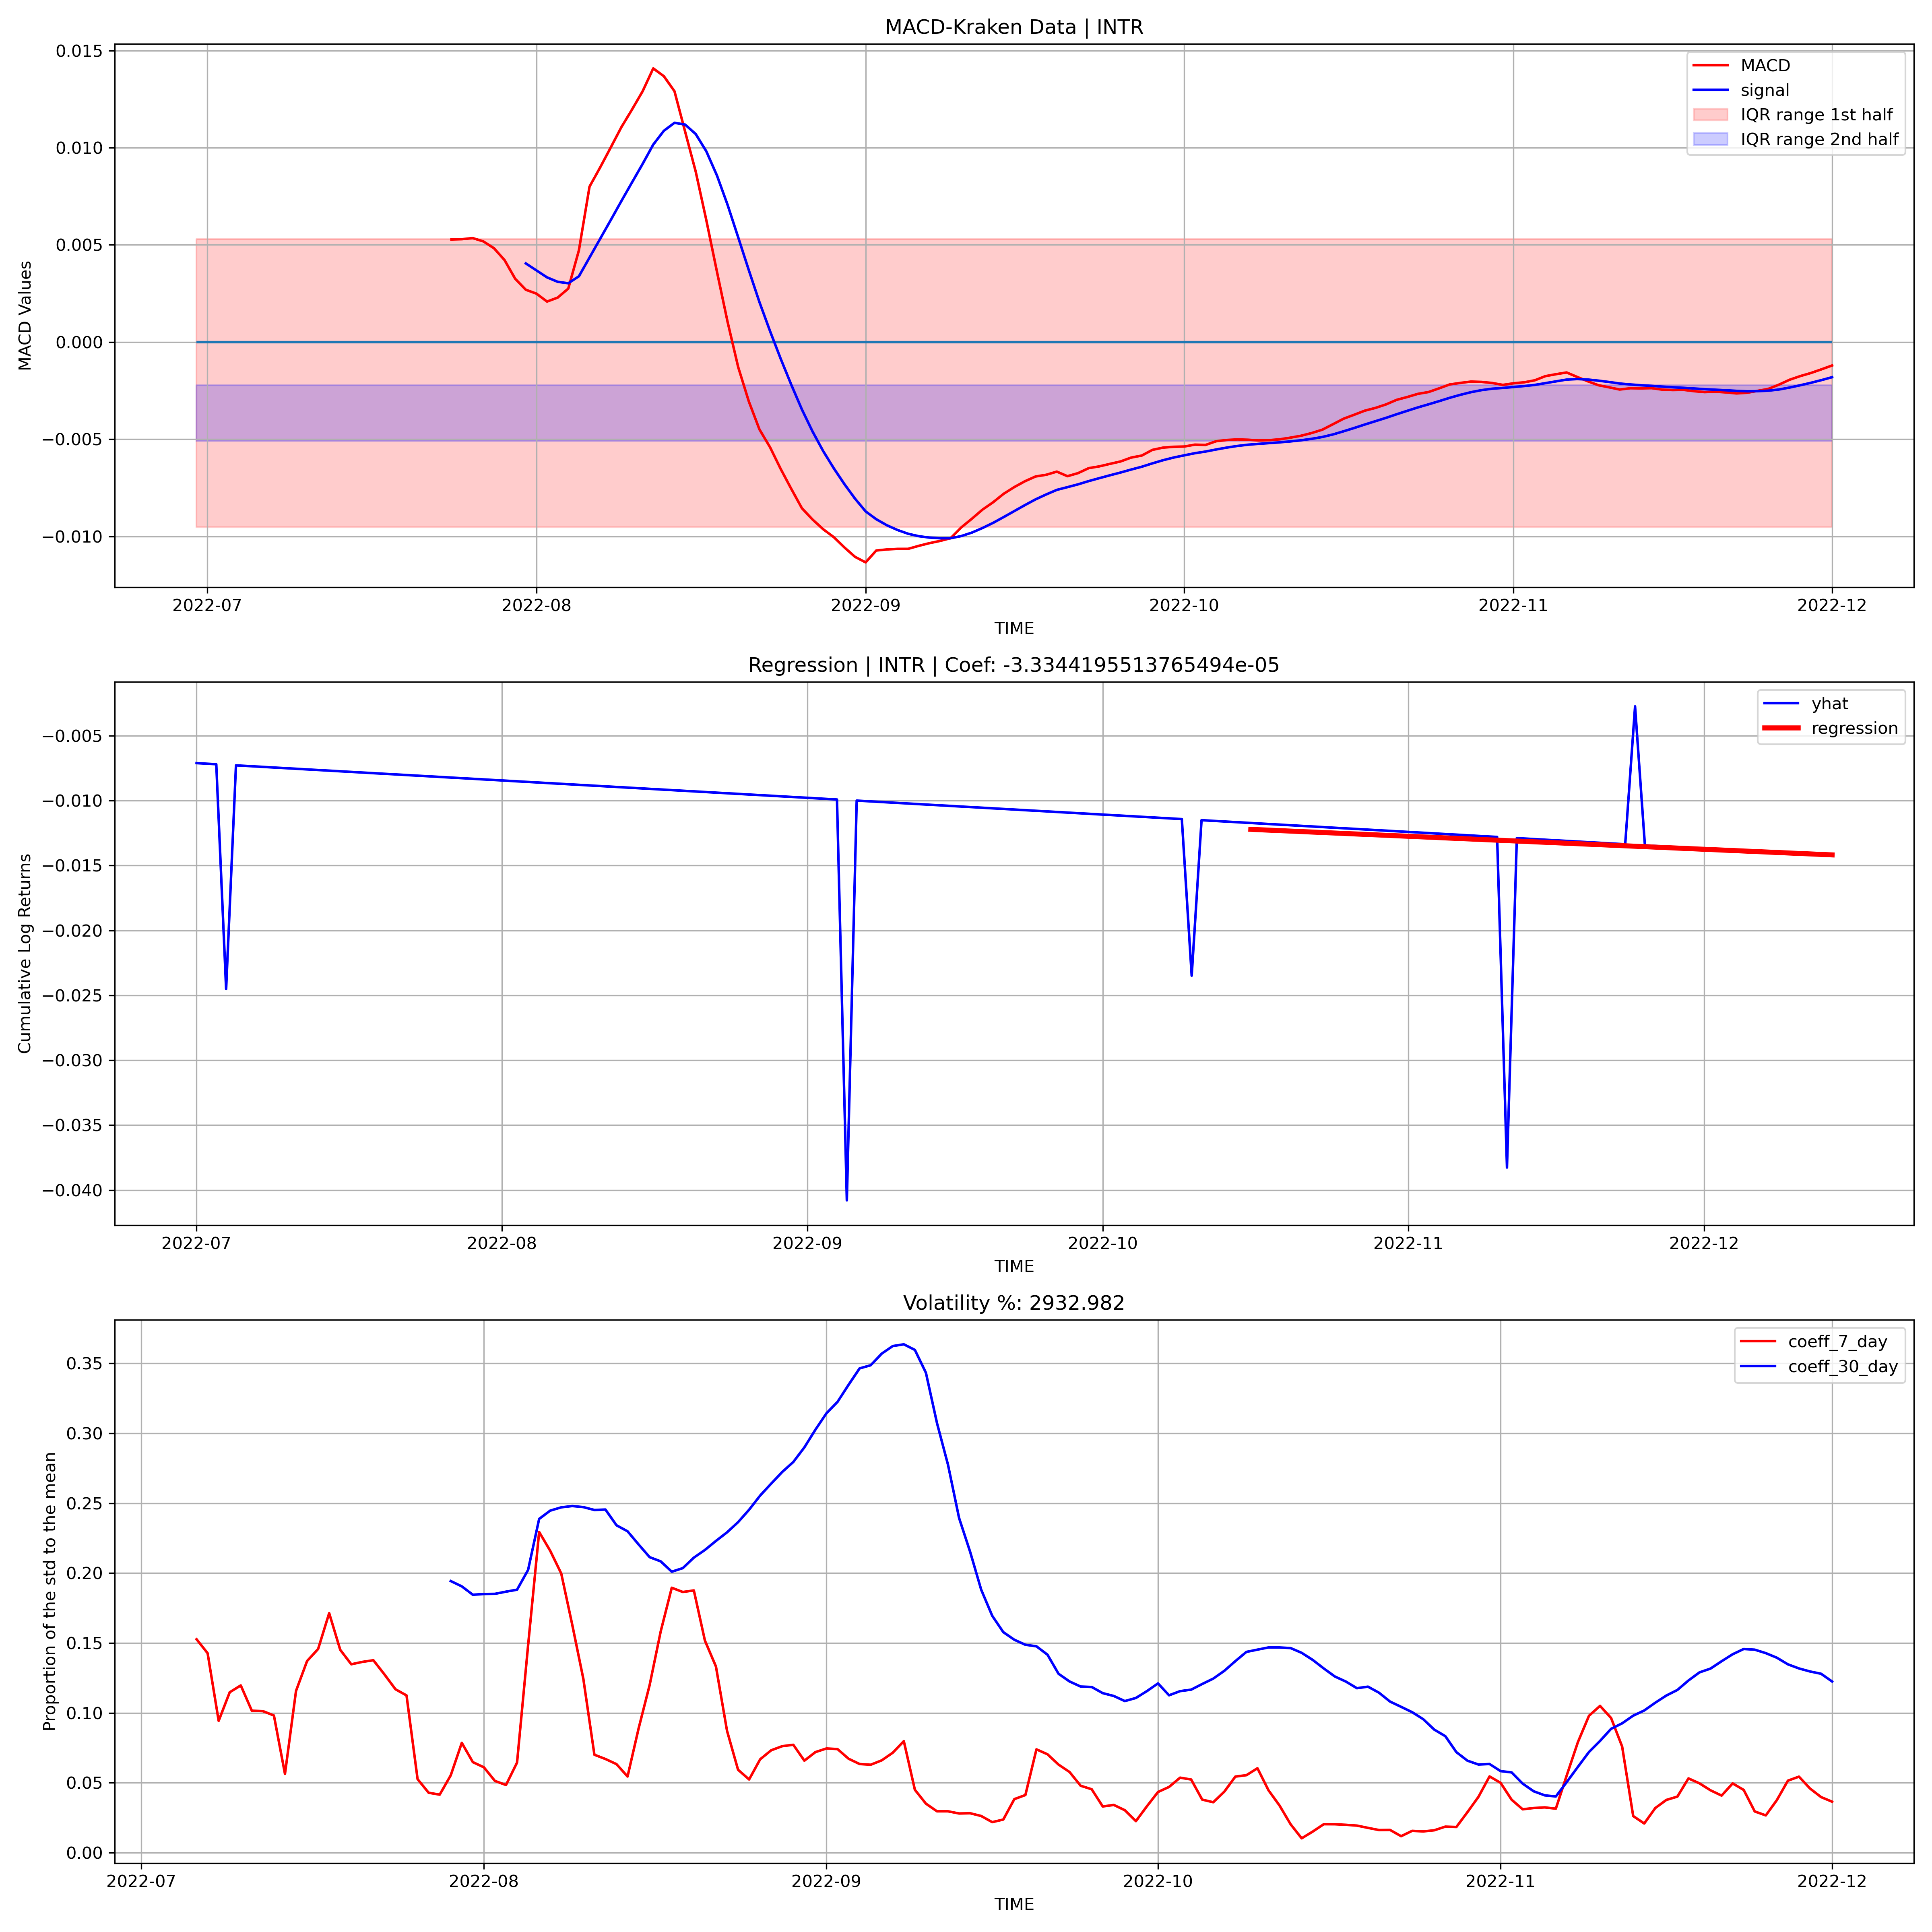 MACD-Kraken Data | INTR
MACD Values
0.015
0.010
0.005
0.000
−0.005
−0.010
MACD
signal
IQR range 1st half
IQR range 2nd half
2022-07 2022-08 2022-09 2022-10 2022-11 2022-12
TIME
Regression | INTR | Coef: -3.3344195513765494e-05
Cumulative Log Returns
−0.005
−0.010
−0.015
−0.020
−0.025
−0.030
−0.035
−0.040
yhat
regression
2022-07 2022-08 2022-09 2022-10 2022-11 2022-12
TIME
Volatility %: 2932.982
Proportion of the std to the mean
0.35
0.30
0.25
0.20
0.15
0.10
0.05
0.00
coeff_7_day
coeff_30_day
2022-07 2022-08 2022-09 2022-10 2022-11 2022-12
TIME